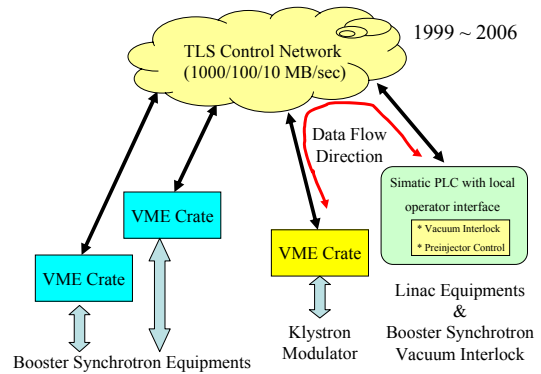 1999 ~ 2006
TLS Control Network
(1000/100/10 MB/sec)
Data Flow
Direction
Simatic PLC with local
operator interface
* Vacuum Interlock
* Preinjector Control
VME Crate
VME Crate
VME Crate
Linac Equipments
&
Booster Synchrotron
Vacuum Interlock
Klystron
Modulator
Booster Synchrotron Equipments